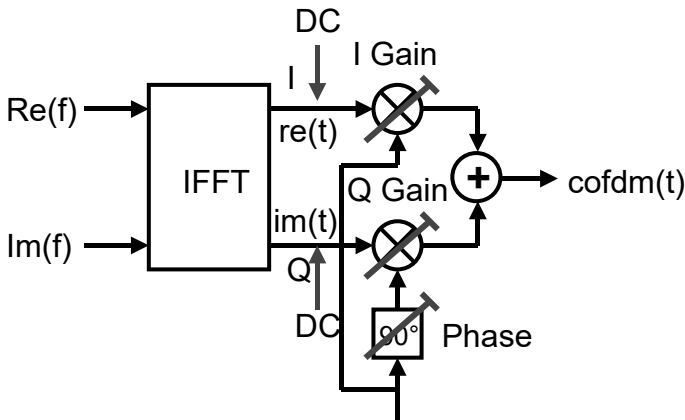 DC
I Gain
I
Re(f)
re(t)
IFFT
Q Gain
+
cofdm(t)
im(t)
Im(f)
Q
DC
90°
Phase